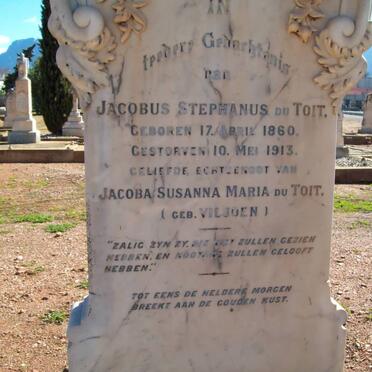 IN
teedere Gedachtenis
van
JACOBUS STEPHANUS DU TOIT.
GEBOREN 17. APRIL 1860.
GESTORVEN 10. MEI 1913.
GELIEFDE ECHTGENOOT VAN
JACOBA SUSANNA MARIA DU TOIT.
( GEB. VILJOEN )
"ZALIG ZYN ZY, DIE NIET ZULLEN GEZIEN
HEBBEN, EN NOGTANS ZULLEN GELOOFT
HEBBEN."
TOT EENS DE HELDERE MORGEN
BREEKT AAN DE GOUDEN KUST.